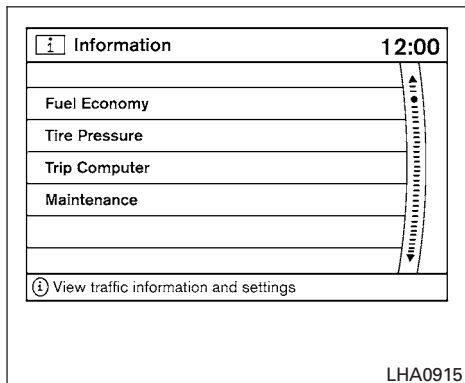 i Information 12:00
Fuel Economy
Tire Pressure
Trip Computer
Maintenance
i View traffic information and settings
LHA0915